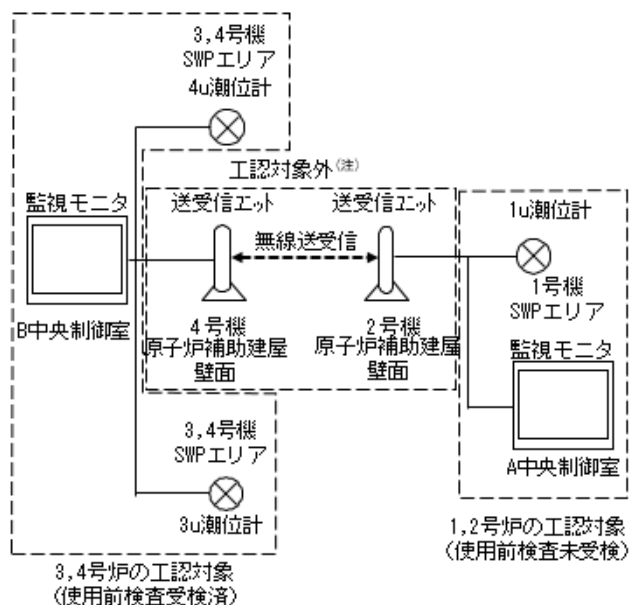 3,4号機
SWPエリア
4u潮位計
工認対象外(注)
監視モニタ
B中央制御室
送受信ユニット
無線送受信
送受信ユニット
4号機
原子炉補助建屋
壁面
2号機
原子炉補助建屋
壁面
1u潮位計
1号機
SWPエリア
監視モニタ
A中央制御室
3,4号機
SWPエリア
3u潮位計
3,4号炉の工認対象
(使用前検査受検済)
1,2号炉の工認対象
(使用前検査未受検)